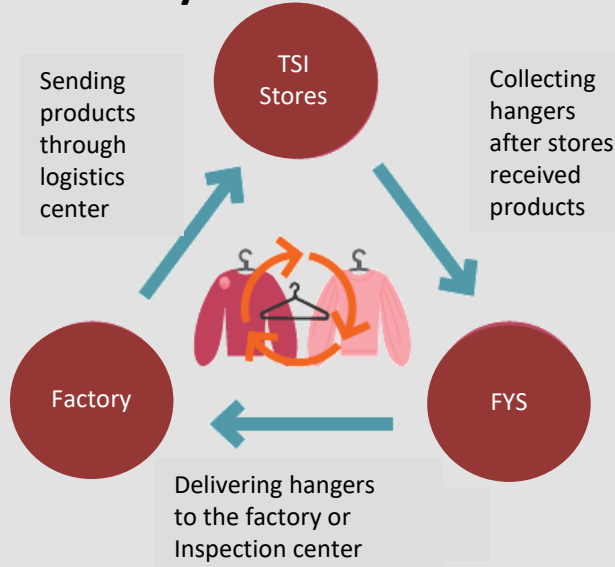 TSI
Stores
Sending
products
through
logistics
center
Collecting
hangers
after stores
received
products
Factory
FYS
Delivering hangers
to the factory or
Inspection center